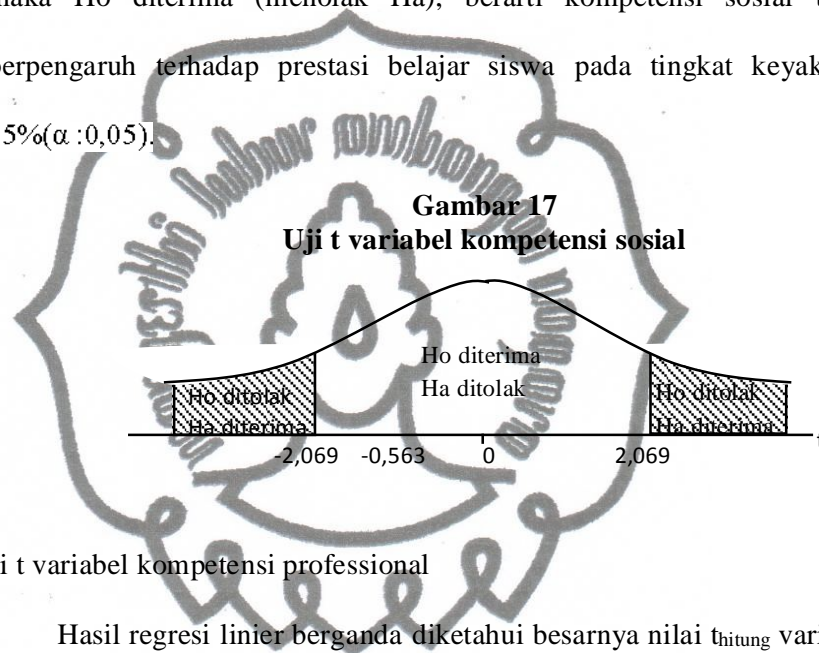 maka Ho diterima (menolak Ha), berarti kompetensi sosial
berpengaruh terhadap prestasi belajar siswa pada tingkat
5%(α :0,05).
Gambar 17
Uji t variabel kompetensi sosial
Ho diterima
Ha ditolak
Ho ditolak
Ha diterima
Ho ditolak
Ha diterima
-2,069 -0,563 0 2,069 t
i t variabel kompetensi professional
Hasil regresi linier berganda diketahui besarnya nilai thitung vari